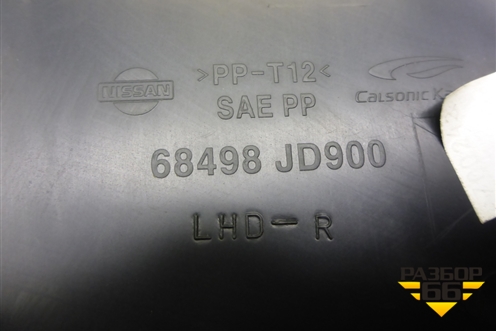 NISSAN
>PP-T12<
SAE PP
Calsonic
68498 JD900
LHD-R
РАЗБОР
66